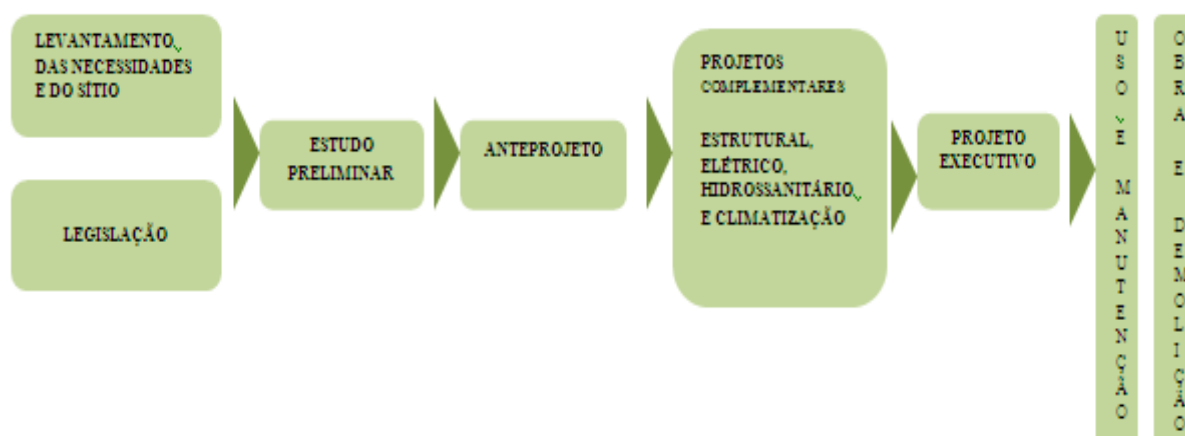 LEVANTAMENTO
DAS NECESSIDADES
E DO SÍTIO
LEGISLAÇÃO
ESTUDO
PRELIMINAR
ANTEPROJETO
PROJETOS
COMPLEMENTARES
ESTRUTURAL,
ELÉTRICO,
HIDROSSANITÁRIO
E CLIMATIZAÇÃO
PROJETO
EXECUTIVO
USO E MANUTENÇÃO
OBRA E DEMOLIÇÃO